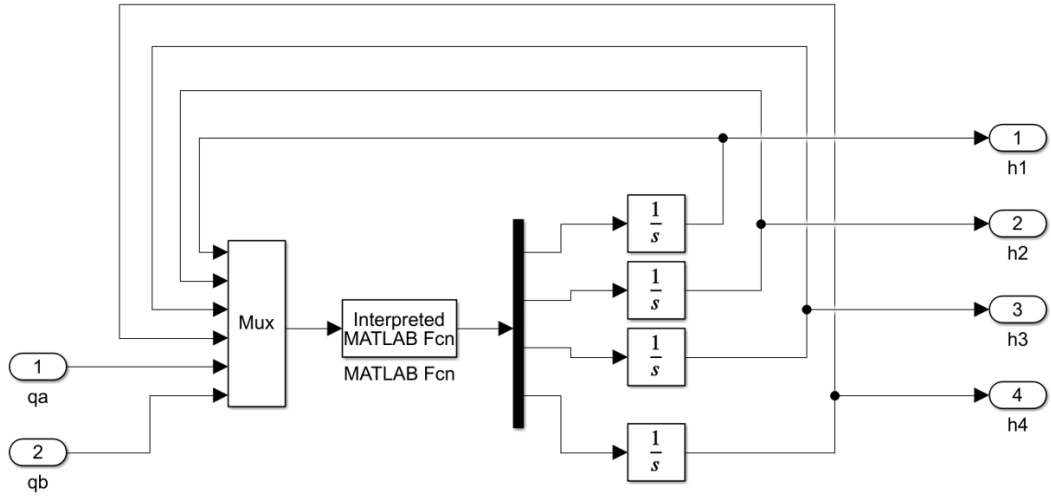 1
h1
1
s
2
h2
1
s
Mux
Interpreted
MATLAB Fcn
MATLAB Fcn
3
h3
1
s
1
qa
4
h4
1
s
2
qb